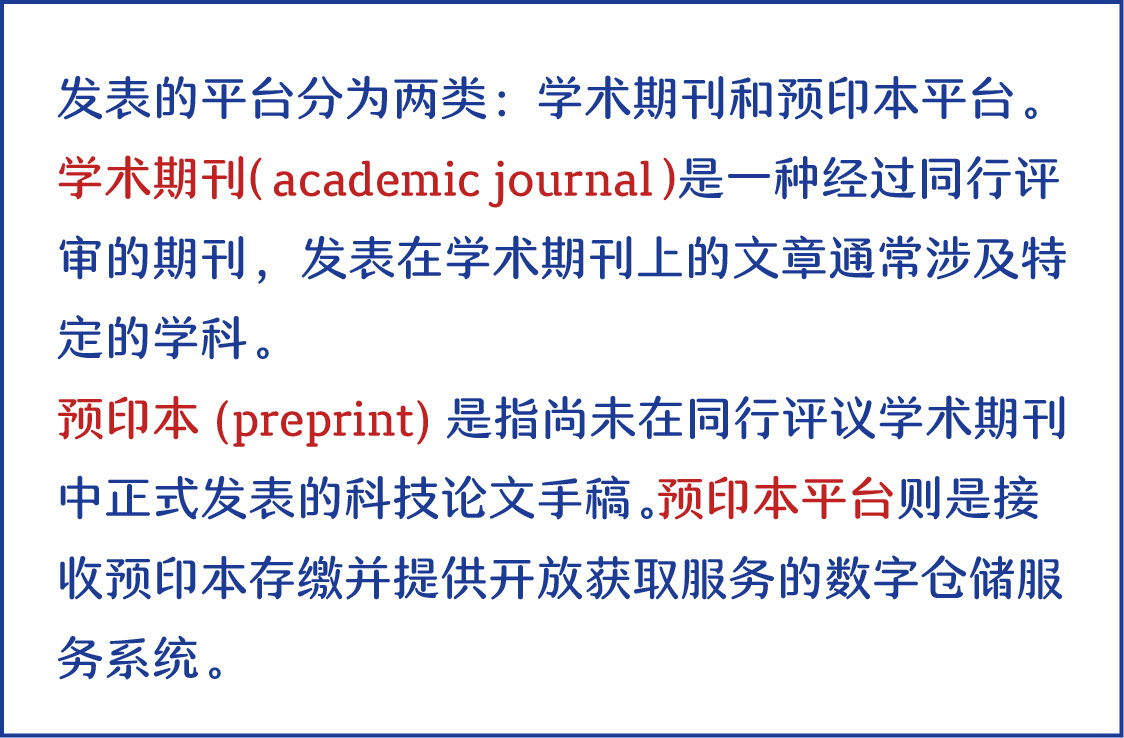 发表的平台分为两类：学术期刊和预印本平台。
学术期刊( academic journal )是一种经过同行评
审的期刊，发表在学术期刊上的文章通常涉及特
定的学科。
预印本 (preprint) 是指尚未在同行评议学术期刊
中正式发表的科技论文手稿。预印本平台则是接
收预印本存缴并提供开放获取服务的数字仓储服
务系统。